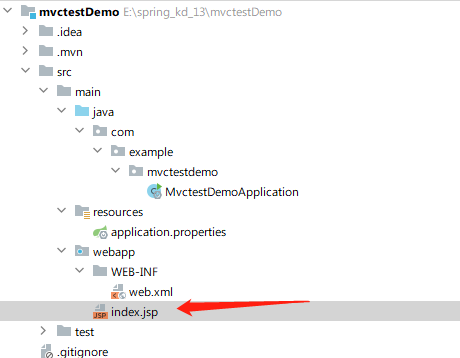 mvctestDemo E:\spring_kd_13\mvctestDemo
.idea
.mvn
src
main
java
com
example
mvctestdemo
MvctestDemoApplication
resources
application.properties
webapp
WEB-INF
web.xml
JSP index.jsp
test
.gitignore